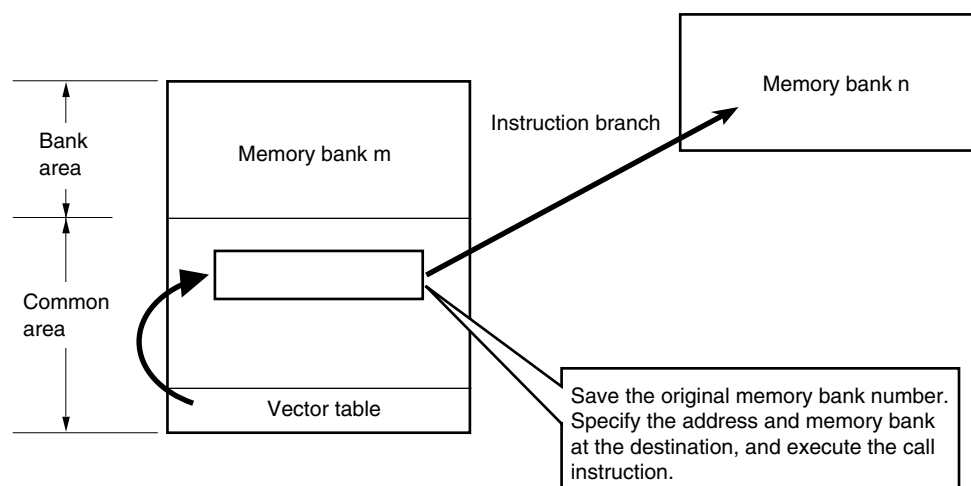 Memory bank n
Instruction branch
Bank
area
Memory bank m
Common
area
Vector table
Save the original memory bank number.
Specify the address and memory bank
at the destination, and execute the call
instruction.